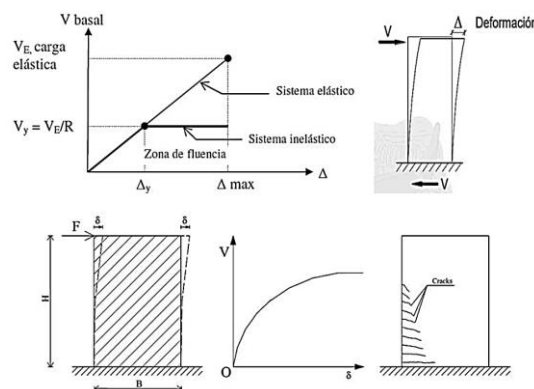 V basal
V_E, carga
elástica
V_y = V_E/R
Sistema elástico
Sistema inelástico
Zona de fluencia
Δ_y
Δ max
Δ
V
Δ
Deformación
V
F
δ
δ
H
B
V
O
δ
Cracks